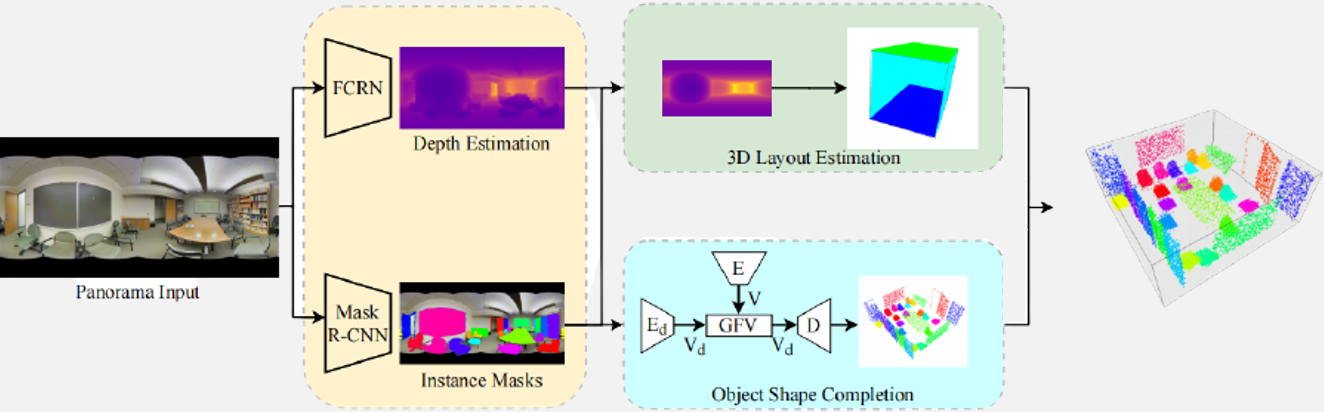 Panorama Input
FCRN
Depth Estimation
Mask
R-CNN
Instance Masks
3D Layout Estimation
E
V
E_d
GFV
D
V_d
V_d
Object Shape Completion